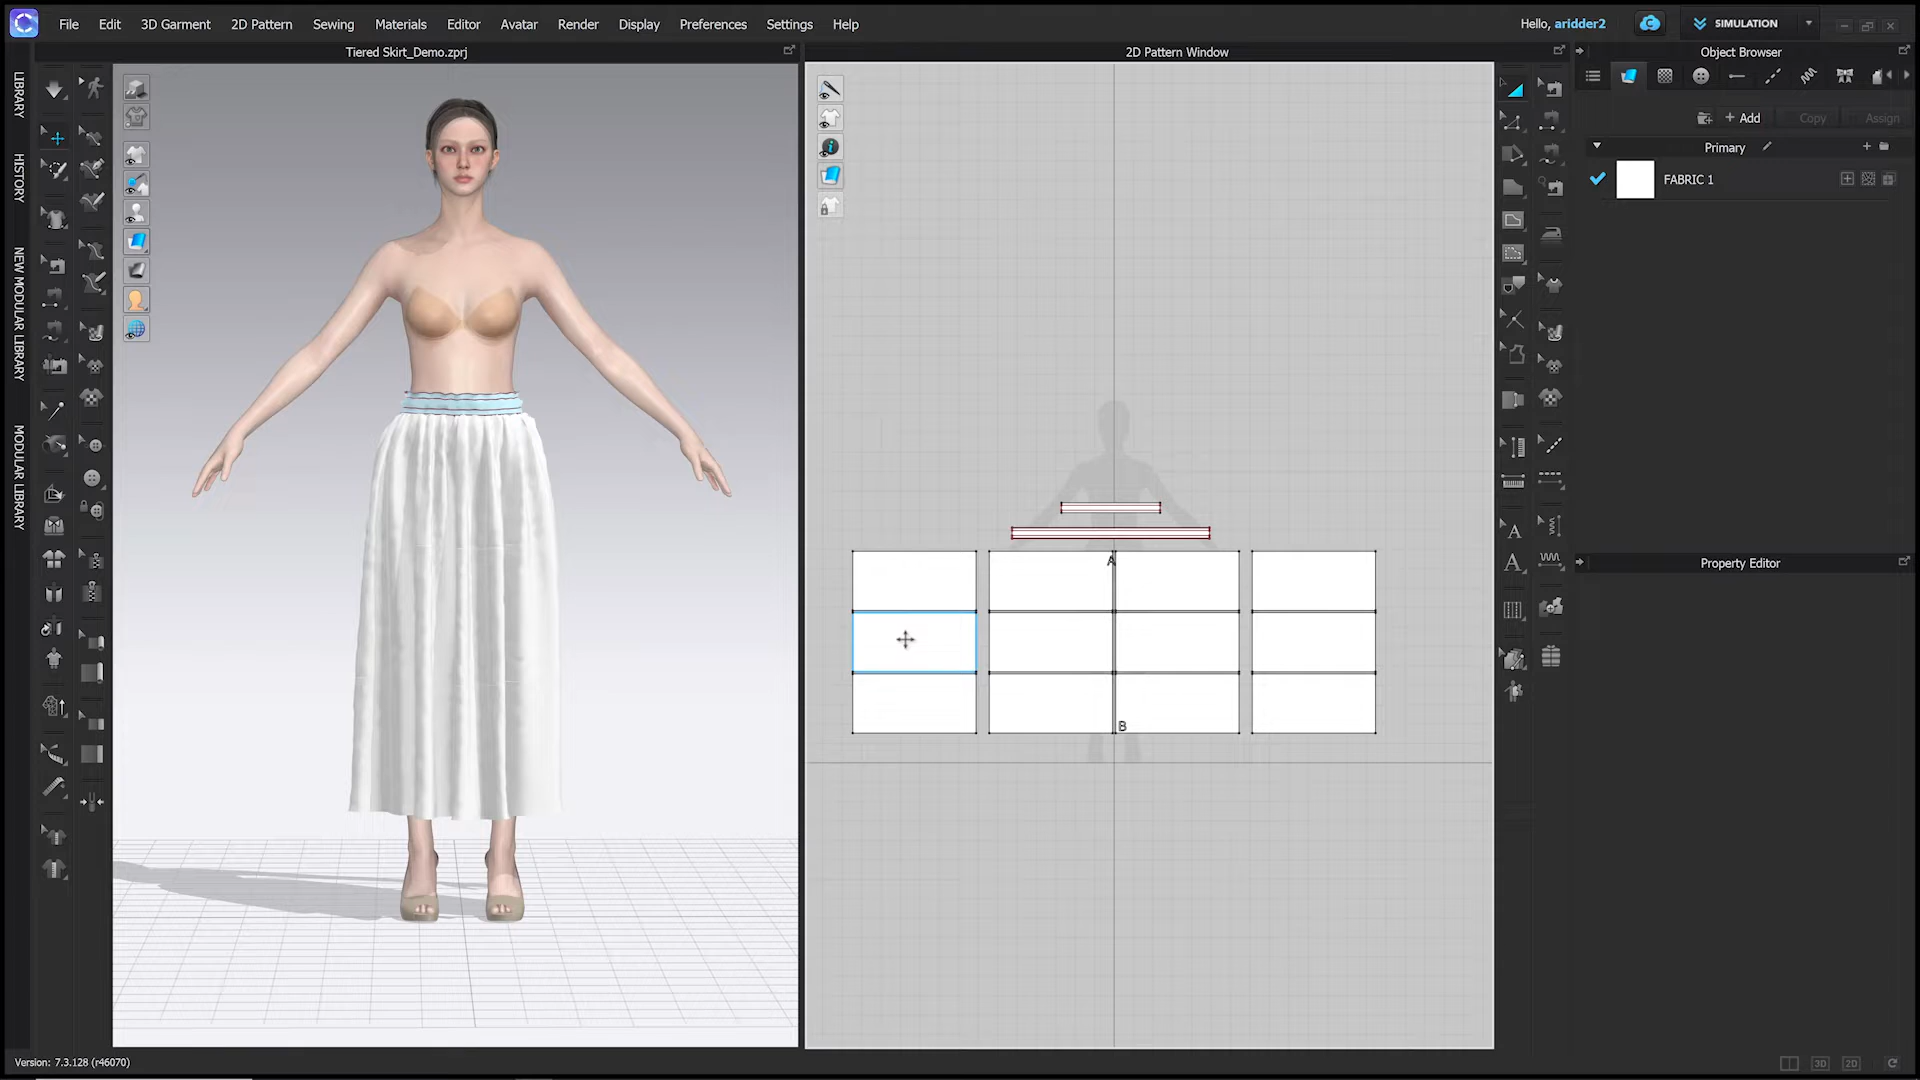 File Edit 3D Garment 2D Pattern Sewing Materials Editor Avatar Render Display Preferences Settings Help
Hello, aridder2
SIMULATION
Tiered Skirt_Demo.zprj
2D Pattern Window
Object Browser
LIBRARY
HISTORY
NEW MODULAR LIBRARY
MODULAR LIBRARY
+ Add Copy Assign
Primary
FABRIC 1
A
B
A
A
Property Editor
Version: 7.3.128 (r46070)
3D 2D